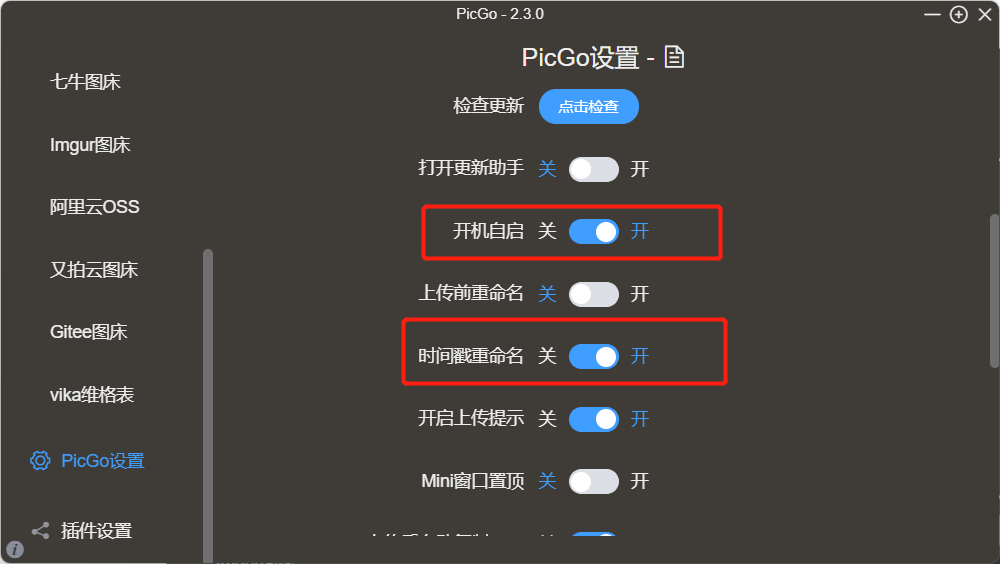 PicGo - 2.3.0
PicGo设置 -
七牛图床
Imgur图床
阿里云OSS
又拍云图床
Gitee图床
vika维格表
PicGo设置
插件设置
检查更新 点击检查
打开更新助手 关 开
开机自启 关 开
上传前重命名 关 开
时间戳重命名 关 开
开启上传提示 关 开
Mini窗口置顶 关 开